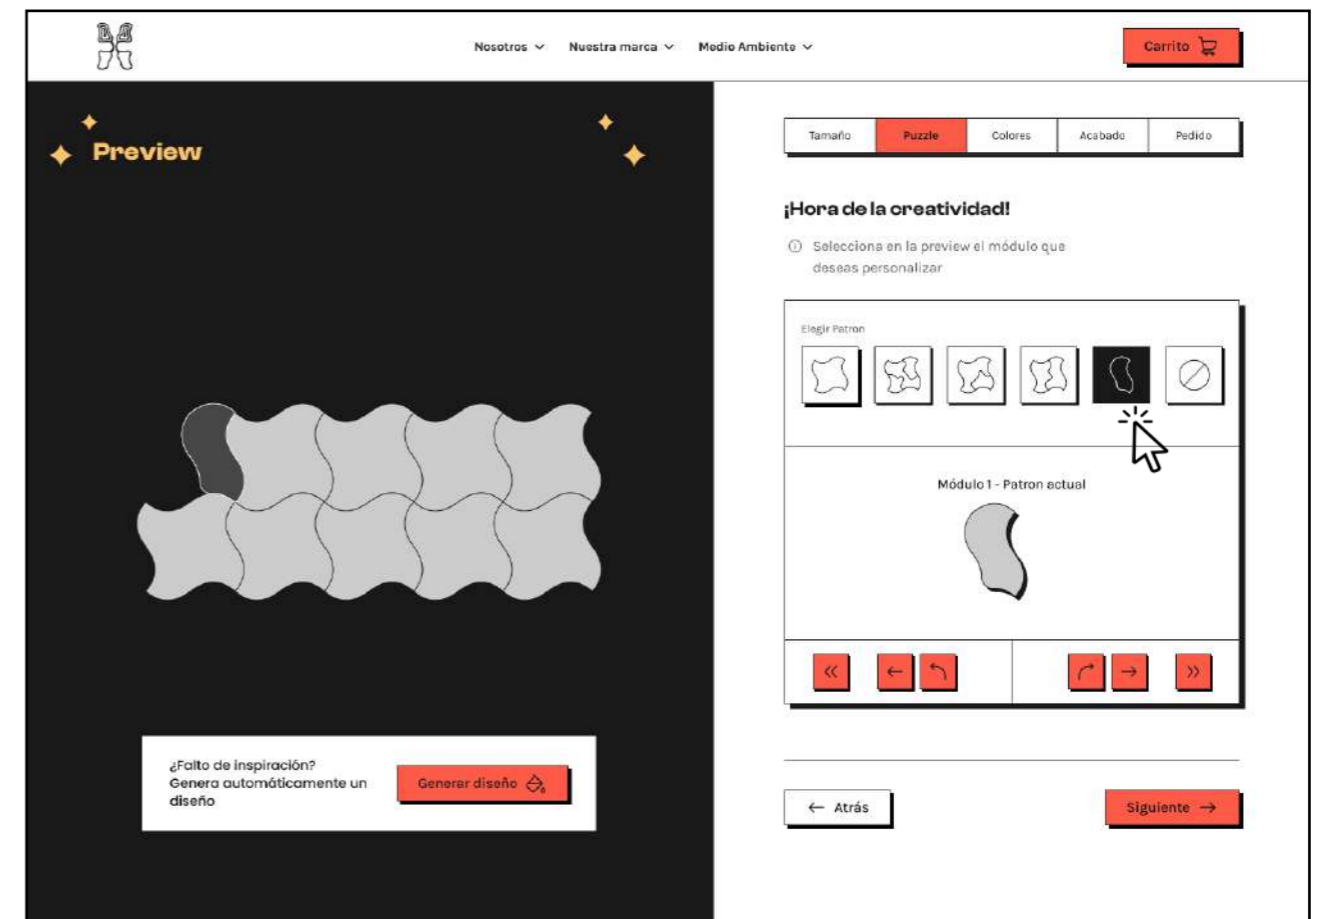 Nosotros
Nuestra marca
Medio Ambiente
Carrito
Preview
Tamaño
Puzzle
Colores
Acabado
Pedido
¡Hora de la creatividad!
Selecciona en la preview el módulo que
deseas personalizar
Elegir Patron
Módulo 1 - Patron actual
¿Falto de inspiración?
Genera automáticamente un
diseño
Generar diseño
Atrás
Siguiente